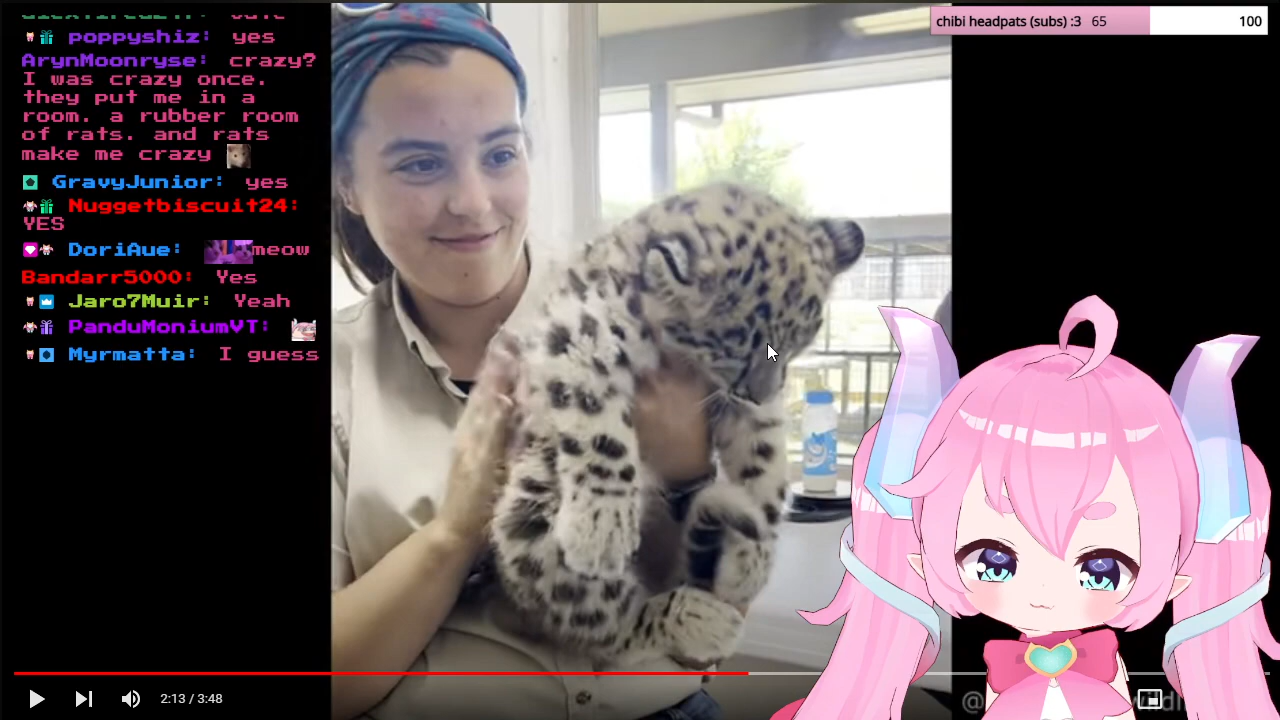 poppyshiz: yes
ArynMoonryse: crazy?
I was crazy once.
they put me in a
room. a rubber room
of rats. and rats
make me crazy
GravyJunior: yes
Nuggetbiscuit24:
YES
DoriAue: meow
Bandarr5000: Yes
Jaro7Muir: Yeah
PanduMoniumVT:
Myrmatta: I guess
chibi headpats (subs) :3 65 100
2:13 / 3:48